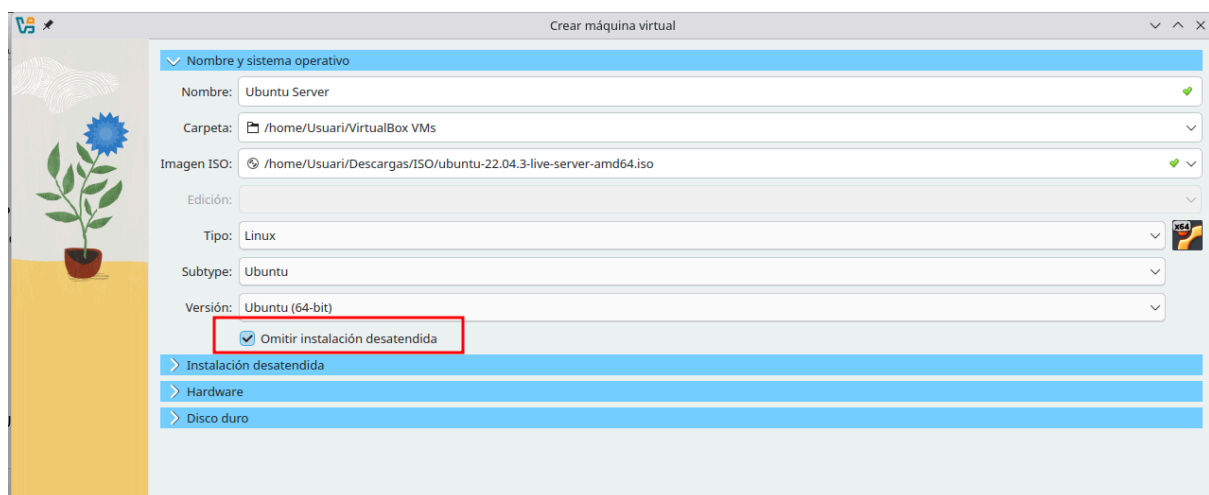 Crear máquina virtual
Nombre y sistema operativo
Nombre: Ubuntu Server
Carpeta: /home/Usuari/VirtualBox VMs
Imagen ISO: /home/Usuari/Descargas/ISO/ubuntu-22.04.3-live-server-amd64.iso
Edición:
Tipo: Linux
x64
Subtype: Ubuntu
Versión: Ubuntu (64-bit)
Omitir instalación desatendida
Instalación desatendida
Hardware
Disco duro